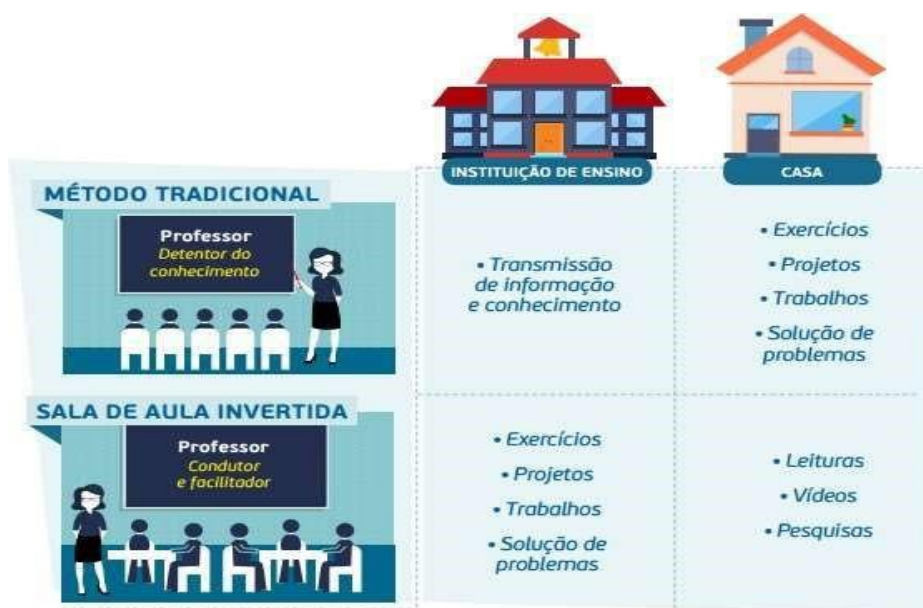 INSTITUIÇÃO DE ENSINO
CASA
MÉTODO TRADICIONAL
Professor
Detentor do
conhecimento
• Transmissão
de informação
e conhecimento
• Exercícios
• Projetos
• Trabalhos
• Solução de
problemas
SALA DE AULA INVERTIDA
Professor
Condutor
e facilitador
• Exercícios
• Projetos
• Trabalhos
• Solução de
problemas
• Leituras
• Vídeos
• Pesquisas